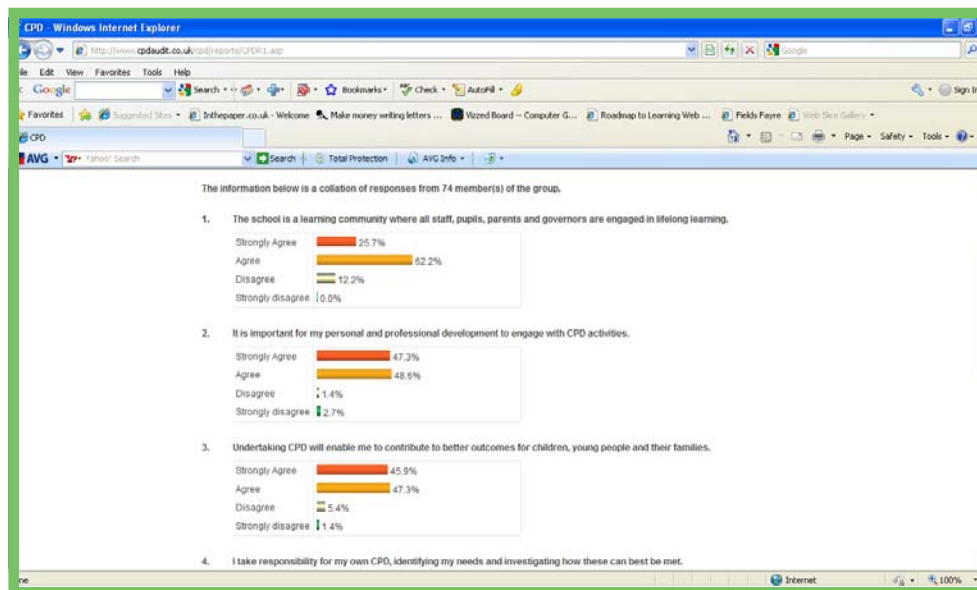 CPD - Windows Internet Explorer
http://www.cpdaudit.co.uk/cpd/reports/CPDR1.asp Google
Edit View Favorites Tools Help
Google Search Bookmarks Check AutoFill Sign In
Favorites Suggested Sites Inthepaper.co.uk - Welcome Make money writing letters ... Vizzed Board -- Computer G... Roadmap to Learning Web ... Fields Fayre Web Slice Gallery
CPD Page Safety Tools
AVG Yahoo! Search Search Total Protection AVG Info
The information below is a collation of responses from 74 member(s) of the group.
1. The school is a learning community where all staff, pupils, parents and governors are engaged in lifelong learning.
Strongly Agree 25.7%
Agree 62.2%
Disagree 12.2%
Strongly disagree 0.0%
2. It is important for my personal and professional development to engage with CPD activities.
Strongly Agree 47.3%
Agree 48.6%
Disagree 1.4%
Strongly disagree 2.7%
3. Undertaking CPD will enable me to contribute to better outcomes for children, young people and their families.
Strongly Agree 45.9%
Agree 47.3%
Disagree 5.4%
Strongly disagree 1.4%
4. I take responsibility for my own CPD, identifying my needs and investigating how these can best be met.
Internet 100%